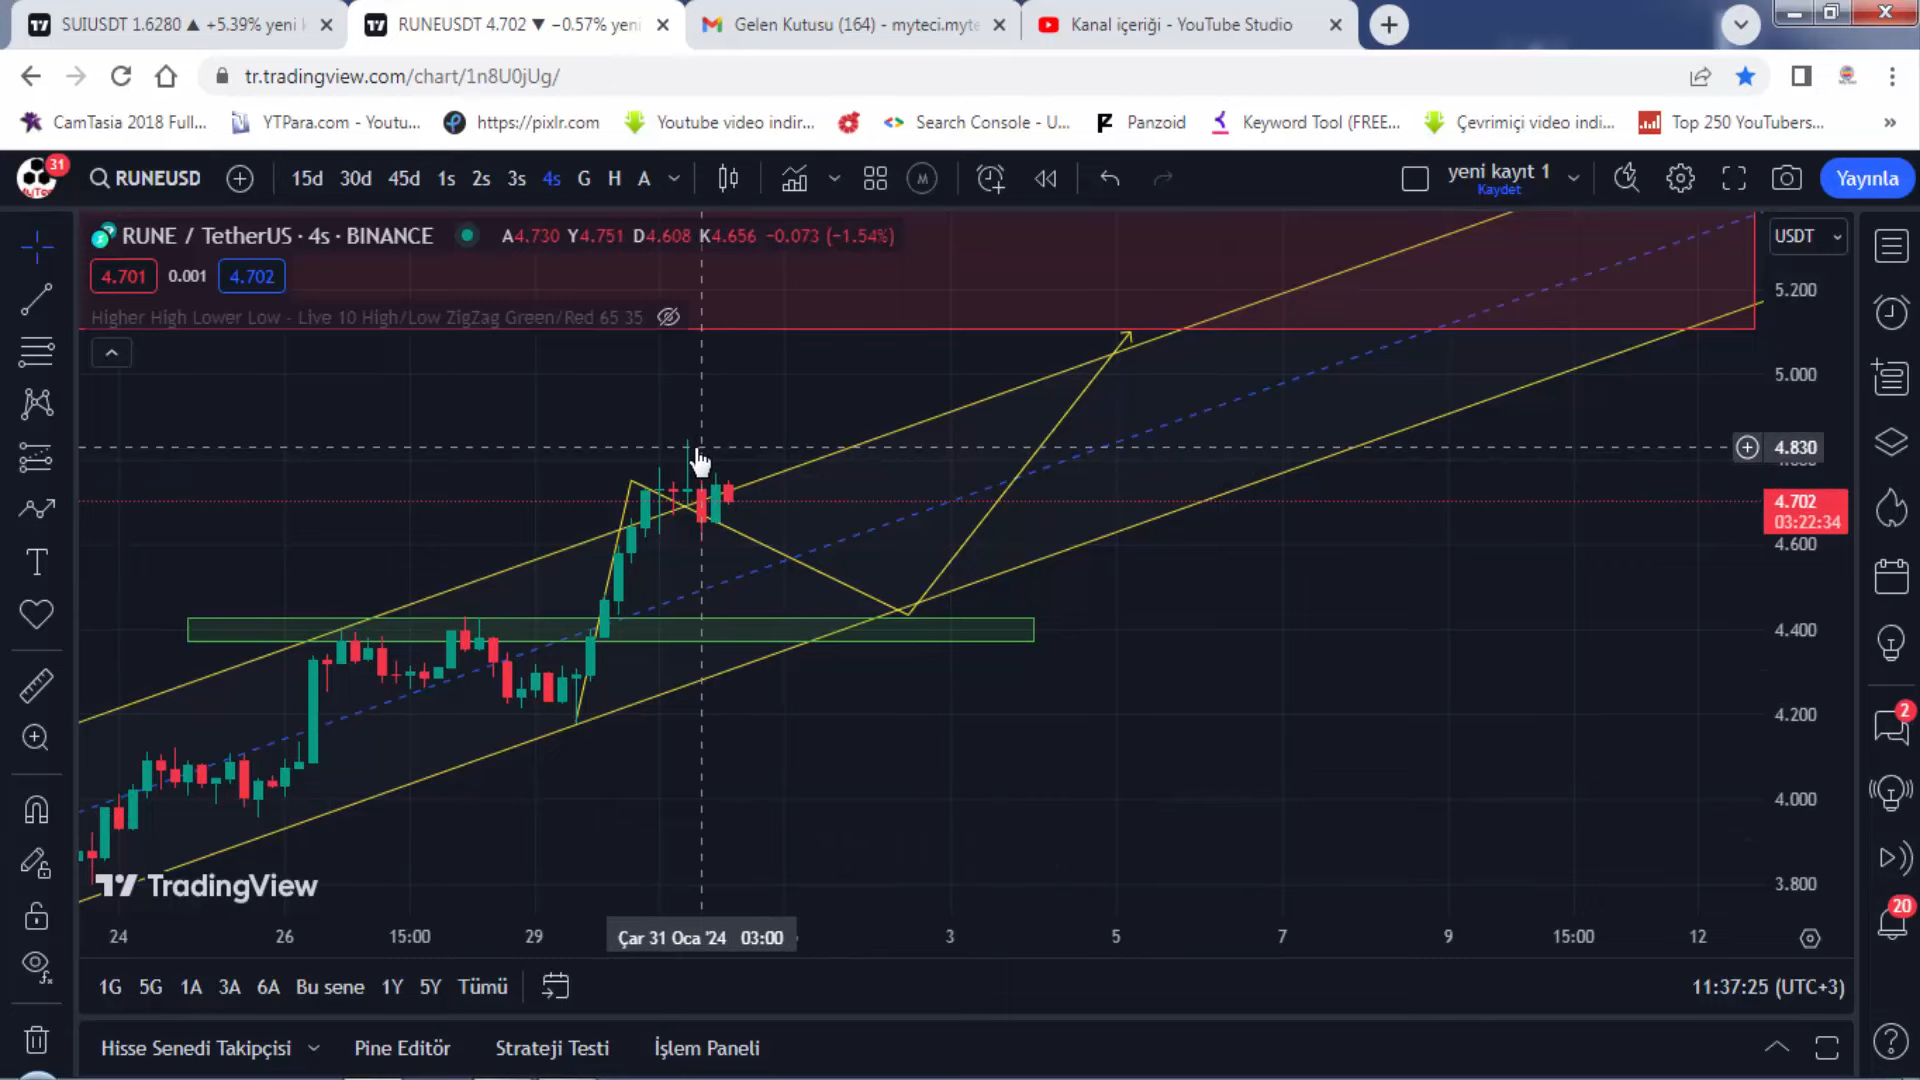 SUIUSDT 1.6280 ▲ +5.39% yeni
RUNEUSDT 4.702 ▼ −0.57% yeni
Gelen Kutusu (164) - myteci.myte
Kanal içeriği - YouTube Studio
tr.tradingview.com/chart/1n8U0jUg/
CamTasia 2018 Full...
YTPara.com - Youtu...
https://pixlr.com
Youtube video indir...
Search Console - U...
Panzoid
Keyword Tool (FREE...
Çevrimiçi video indi...
Top 250 YouTubers...
»
31
RUNEUSD
15d 30d 45d 1s 2s 3s 4s G H A
M
yeni kayıt 1
Kaydet
Yayınla
RUNE / TetherUS · 4s · BINANCE
A4.730 Y4.751 D4.608 K4.656 −0.073 (−1.54%)
USDT
4.701 0.001 4.702
Higher High Lower Low - Live 10 High/Low ZigZag Green/Red 65 35
5.200
5.000
4.830
4.702
03:22:34
4.600
4.400
4.200
4.000
3.800
2
20
TradingView
24 26 15:00 29 Çar 31 Oca '24 03:00 3 5 7 9 15:00 12
1G 5G 1A 3A 6A Bu sene 1Y 5Y Tümü
11:37:25 (UTC+3)
Hisse Senedi Takipçisi
Pine Editör
Strateji Testi
İşlem Paneli